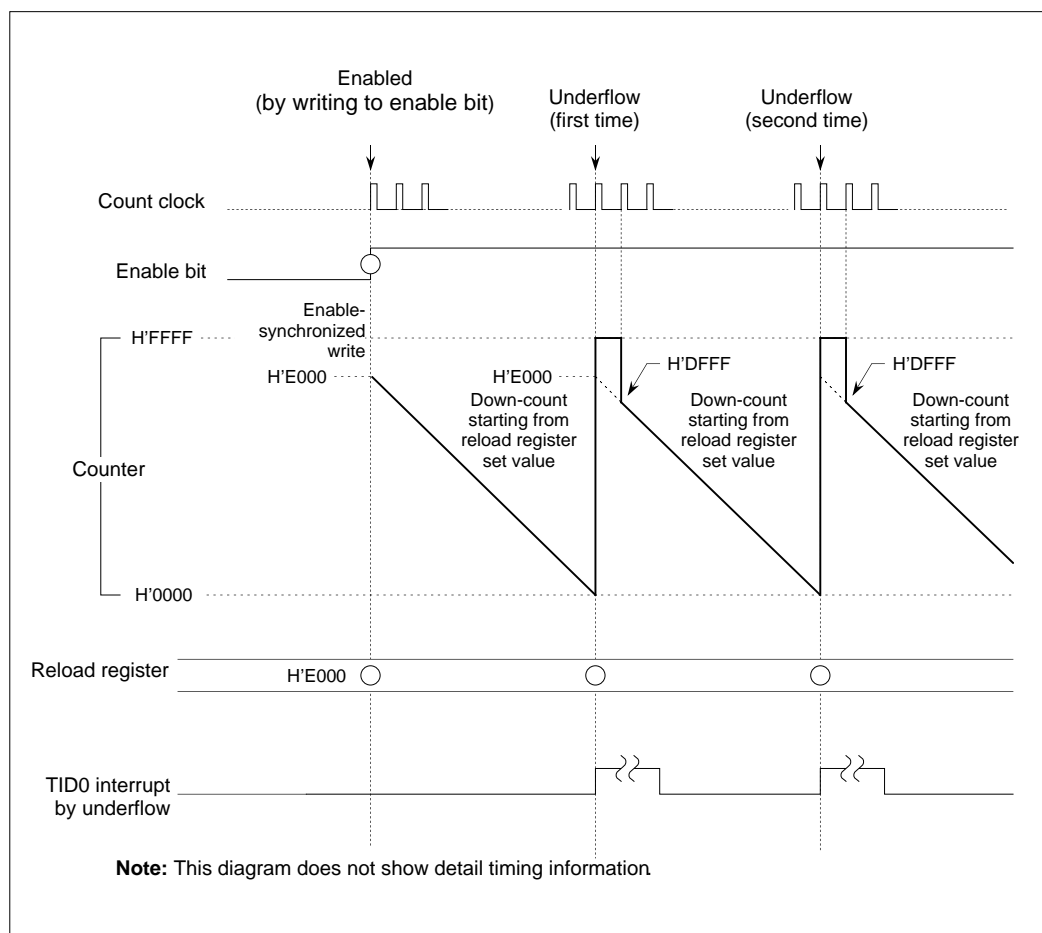 Enabled
(by writing to enable bit)
Underflow
(first time)
Underflow
(second time)
Count clock
Enable bit
Enable-
synchronized
write
H'FFFF
H'E000
H'E000
H'DFFF
H'DFFF
Down-count
starting from
reload register
set value
Down-count
starting from
reload register
set value
Down-count
starting from
reload register
set value
Counter
H'0000
Reload register
H'E000
TID0 interrupt
by underflow
Note: This diagram does not show detail timing information.